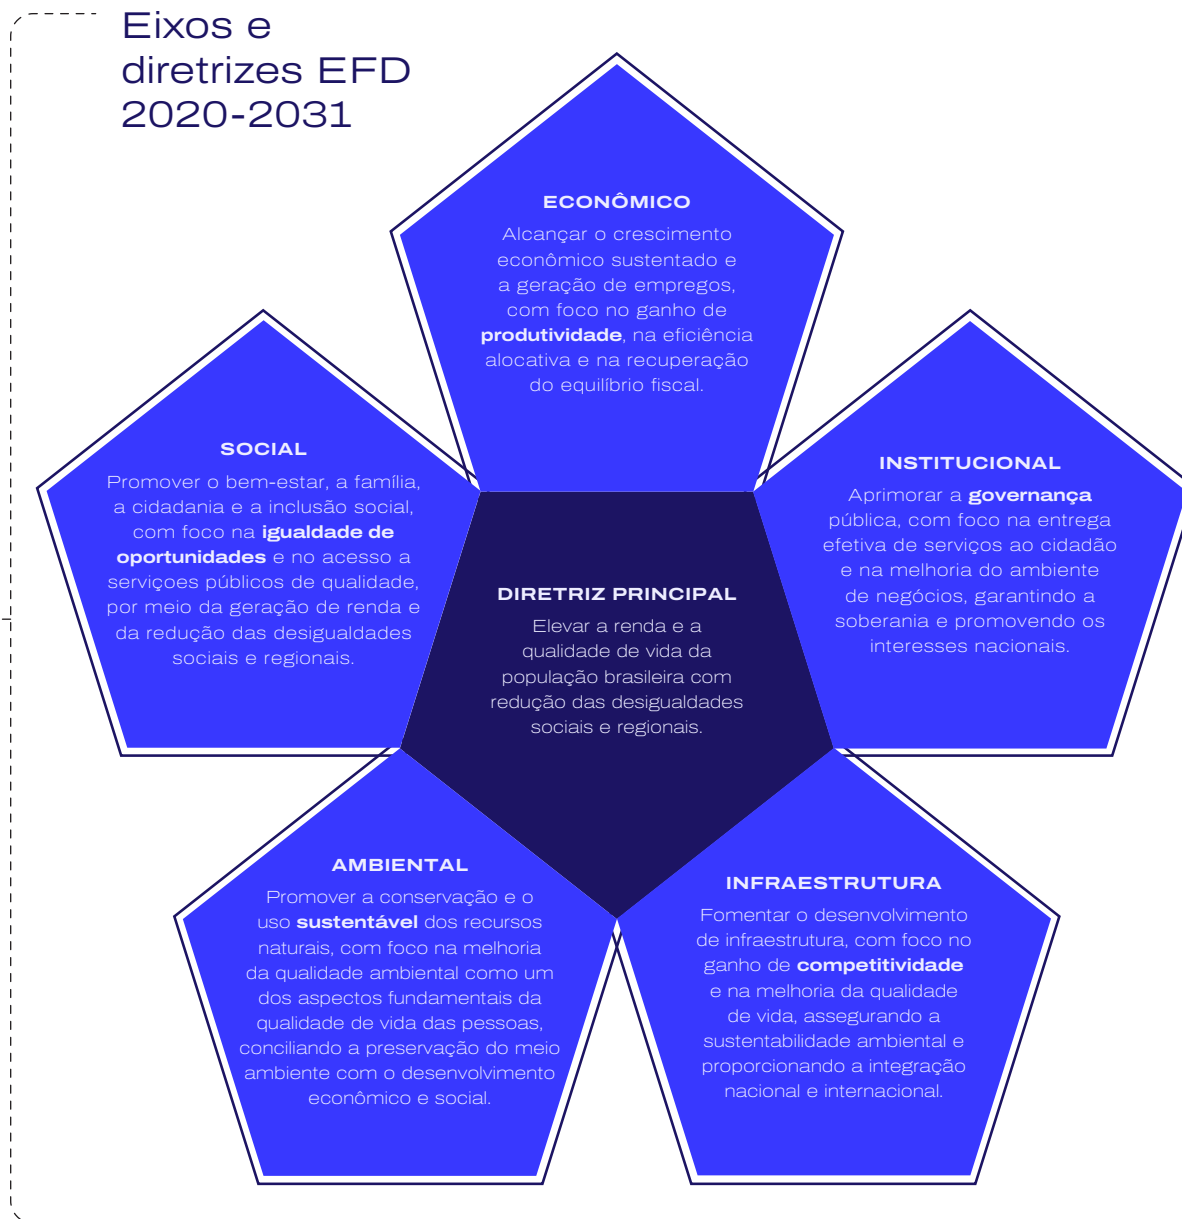 Eixos e
diretrizes EFD
2020-2031
ECONÔMICO
Alcançar o crescimento
econômico sustentado e
a geração de empregos,
com foco no ganho de
produtividade, na eficiência
alocativa e na recuperação
do equilíbrio fiscal.
SOCIAL
Promover o bem-estar, a família,
a cidadania e a inclusão social,
com foco na igualdade de
oportunidades e no acesso a
serviçoes públicos de qualidade,
por meio da geração de renda e
da redução das desigualdades
sociais e regionais.
INSTITUCIONAL
Aprimorar a governança
pública, com foco na entrega
efetiva de serviços ao cidadão
e na melhoria do ambiente
de negócios, garantindo a
soberania e promovendo os
interesses nacionais.
DIRETRIZ PRINCIPAL
Elevar a renda e a
qualidade de vida da
população brasileira com
redução das desigualdades
sociais e regionais.
AMBIENTAL
Promover a conservação e o
uso sustentável dos recursos
naturais, com foco na melhoria
da qualidade ambiental como um
dos aspectos fundamentais da
qualidade de vida das pessoas,
conciliando a preservação do meio
ambiente com o desenvolvimento
econômico e social.
INFRAESTRUTURA
Fomentar o desenvolvimento
de infraestrutura, com foco no
ganho de competitividade
e na melhoria da qualidade
de vida, assegurando a
sustentabilidade ambiental e
proporcionando a integração
nacional e internacional.